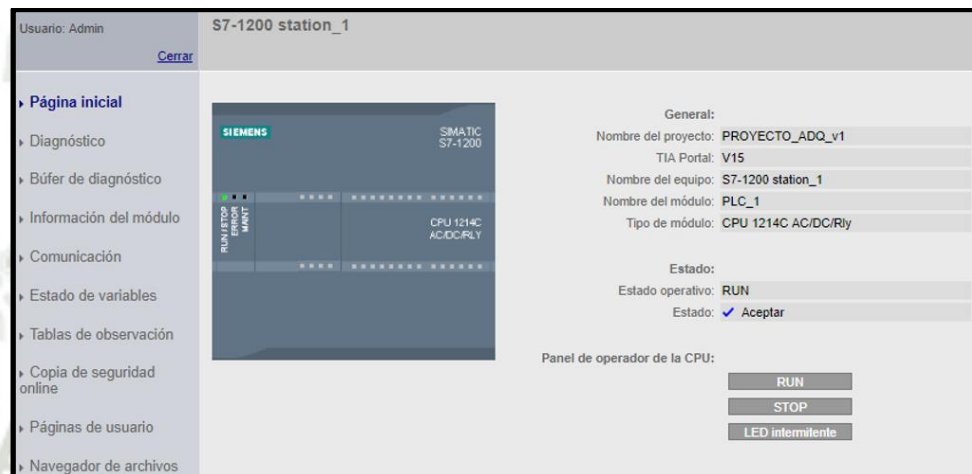 Usuario: Admin
Cerrar
S7-1200 station_1
Página inicial
Diagnóstico
Búfer de diagnóstico
Información del módulo
Comunicación
Estado de variables
Tablas de observación
Copia de seguridad
online
Páginas de usuario
Navegador de archivos
SIEMENS
SIMATIC
S7-1200
RUN / STOP
ERROR
MANT
CPU 1214C
AC/DC/RLY
General:
Nombre del proyecto: PROYECTO_ADQ_v1
TIA Portal: V15
Nombre del equipo: S7-1200 station_1
Nombre del módulo: PLC_1
Tipo de módulo: CPU 1214C AC/DC/Rly
Estado:
Estado operativo: RUN
Estado: ✓ Aceptar
Panel de operador de la CPU:
RUN
STOP
LED intermitente